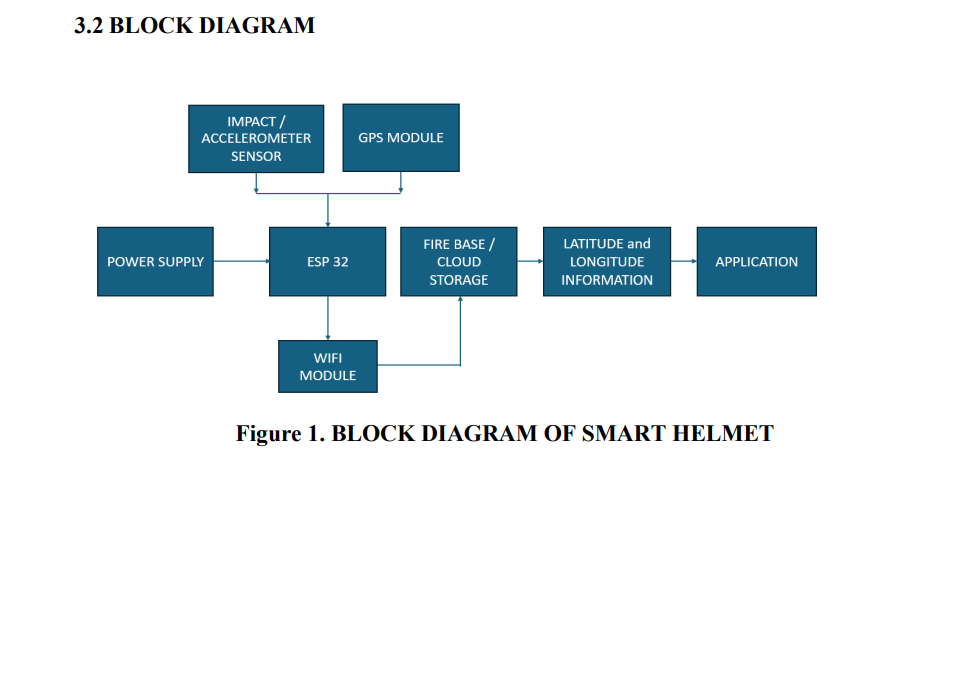 3.2 BLOCK DIAGRAM
IMPACT /
ACCELEROMETER
SENSOR
GPS MODULE
POWER SUPPLY
ESP 32
FIRE BASE /
CLOUD
STORAGE
LATITUDE and
LONGITUDE
INFORMATION
APPLICATION
WIFI
MODULE
Figure 1. BLOCK DIAGRAM OF SMART HELMET